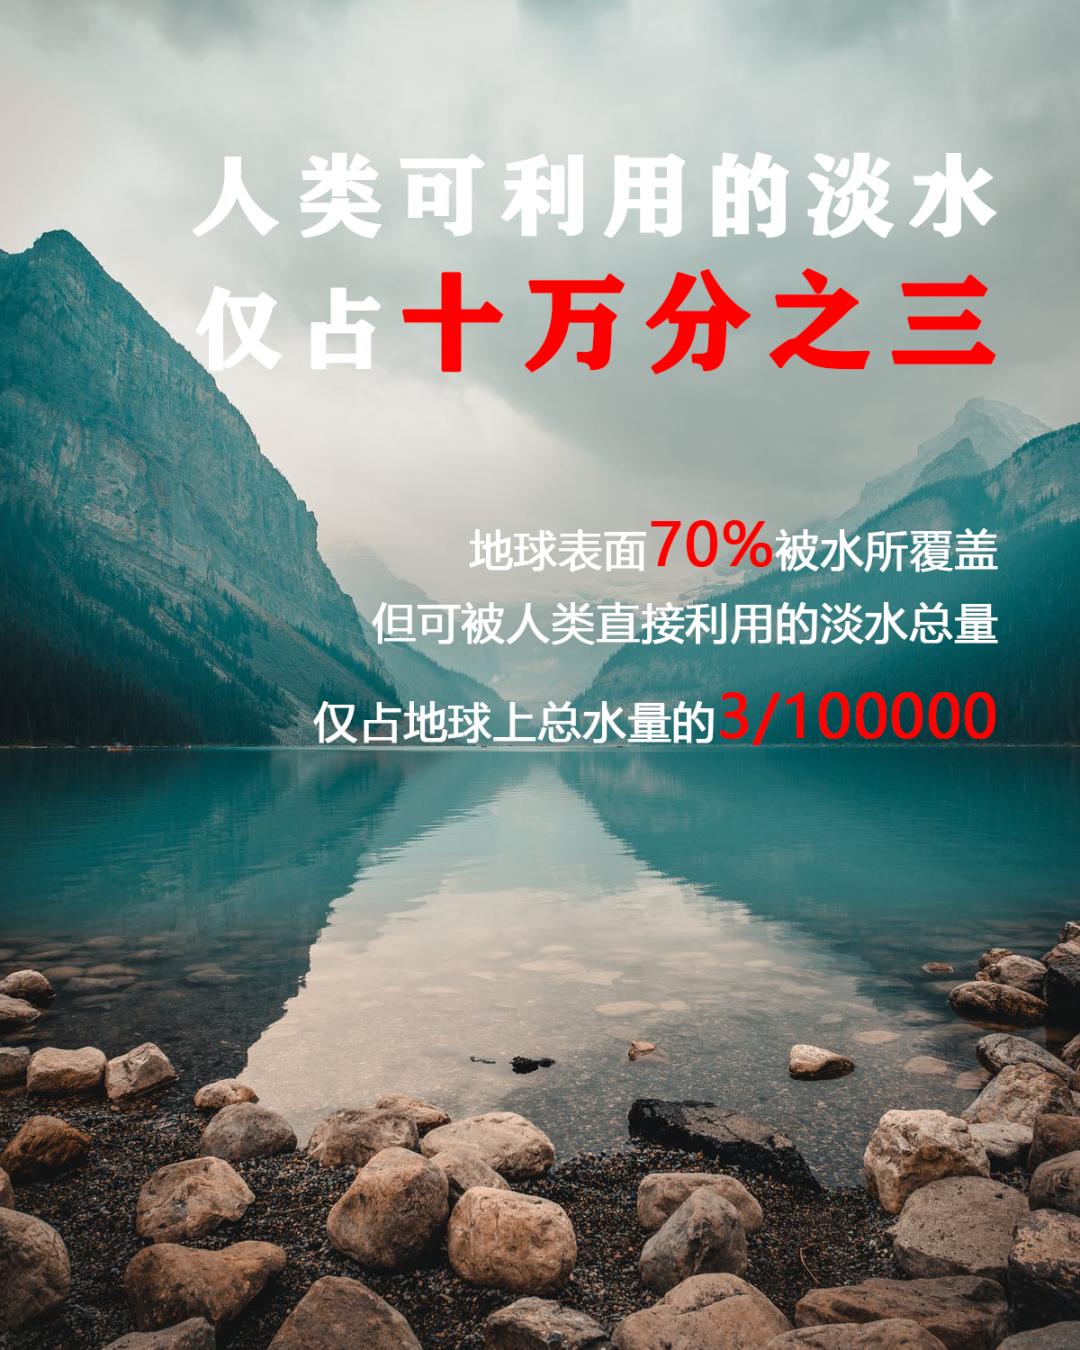 人类可利用的淡水
仅占十万分之三
地球表面70%被水所覆盖
但可被人类直接利用的淡水总量
仅占地球上总水量的3/100000